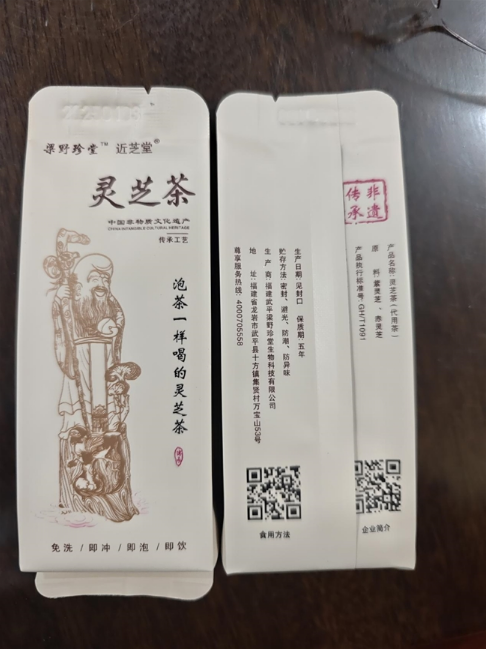 梁野珍堂™ 近芝堂®
灵芝茶
中国非物质文化遗产
传承工艺
泡茶一样喝的灵芝茶
免洗 / 即冲 / 即泡 / 即饮
非遗
传承
产品名称:灵芝茶(代用茶)
原 料:紫灵芝、赤灵芝
产品执行标准号:GH/T1091
生产日期:见封口 保质期:五年
贮存方法:密封、避光、防潮、防异味
生 产 商:福建武平梁野珍堂生物科技有限公司
地 址:福建省龙岩市武平县十方镇集贤村万宝山53号
尊享服务热线:4000705558
食用方法
企业简介